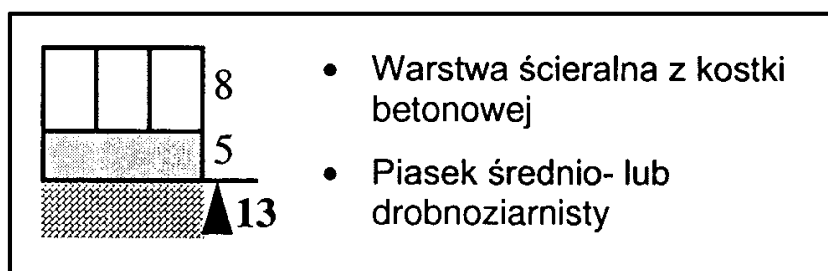 8
5
13
• Warstwa ścieralna z kostki
betonowej
• Piasek średnio- lub
drobnoziarnisty